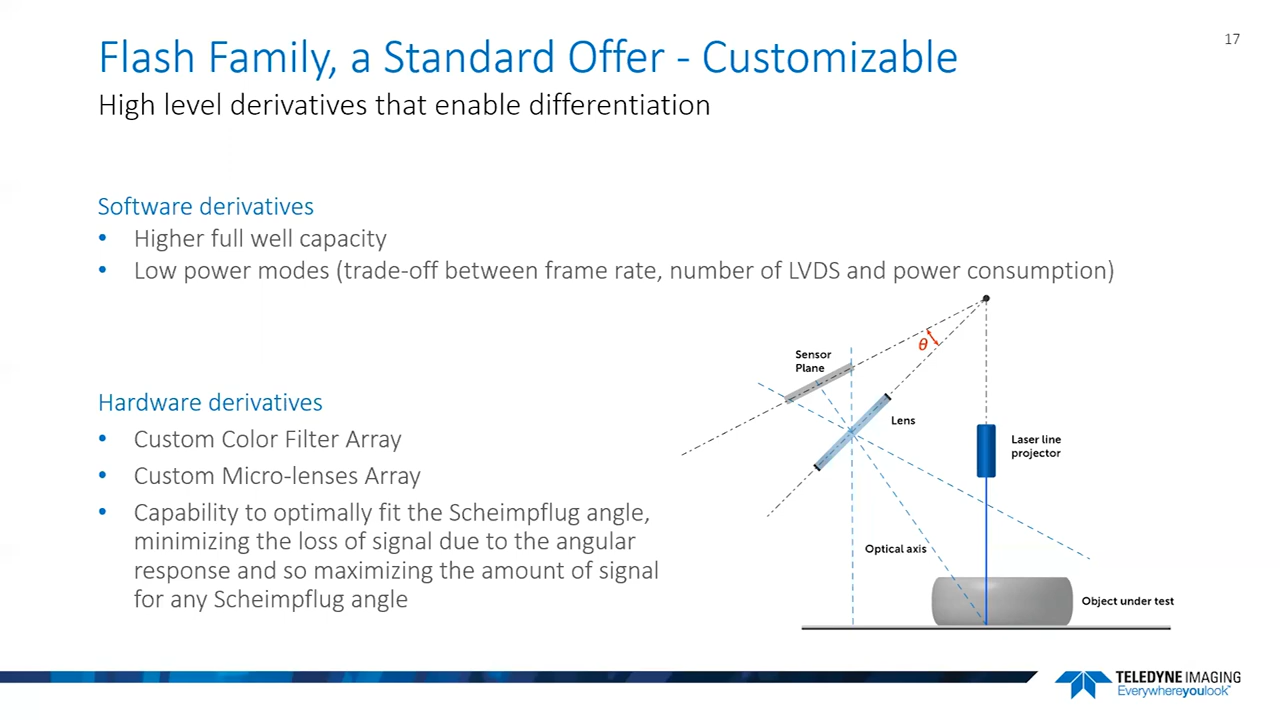 17
Flash Family, a Standard Offer - Customizable
High level derivatives that enable differentiation
Software derivatives
• Higher full well capacity
• Low power modes (trade-off between frame rate, number of LVDS and power consumption)
Hardware derivatives
• Custom Color Filter Array
• Custom Micro-lenses Array
• Capability to optimally fit the Scheimpflug angle,
minimizing the loss of signal due to the angular
response and so maximizing the amount of signal
for any Scheimpflug angle
θ
Sensor
Plane
Lens
Laser line
projector
Optical axis
Object under test
TELEDYNE IMAGING
Everywhereyoulook™